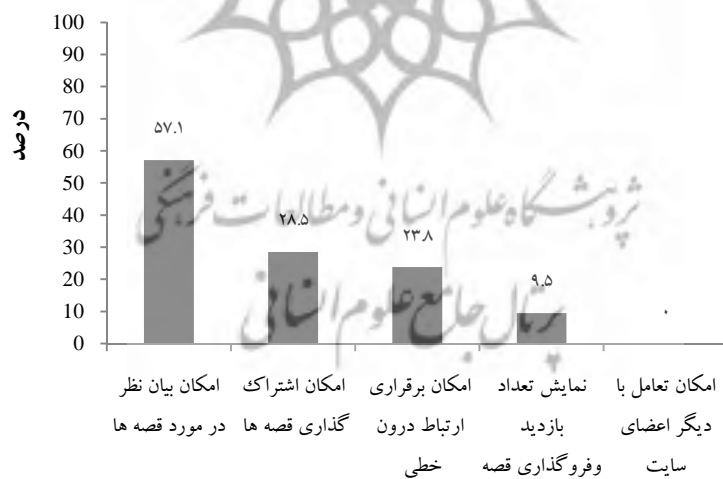 100
90
80
70
60
50
40
30
20
10
0
درصد
۵۷.۱
۲۸.۵
۲۳.۸
۹.۵
۰
امکان بیان نظر
در مورد قصه ها
امکان اشتراک
گذاری قصه ها
امکان برقراری
ارتباط درون
خطی
نمایش تعداد
بازدید
وفروگذاری قصه
امکان تعامل با
دیگر اعضای
سایت
پژوهشگاه علوم انسانی و مطالعات فرهنگی
پرتال جامع علوم انسانی